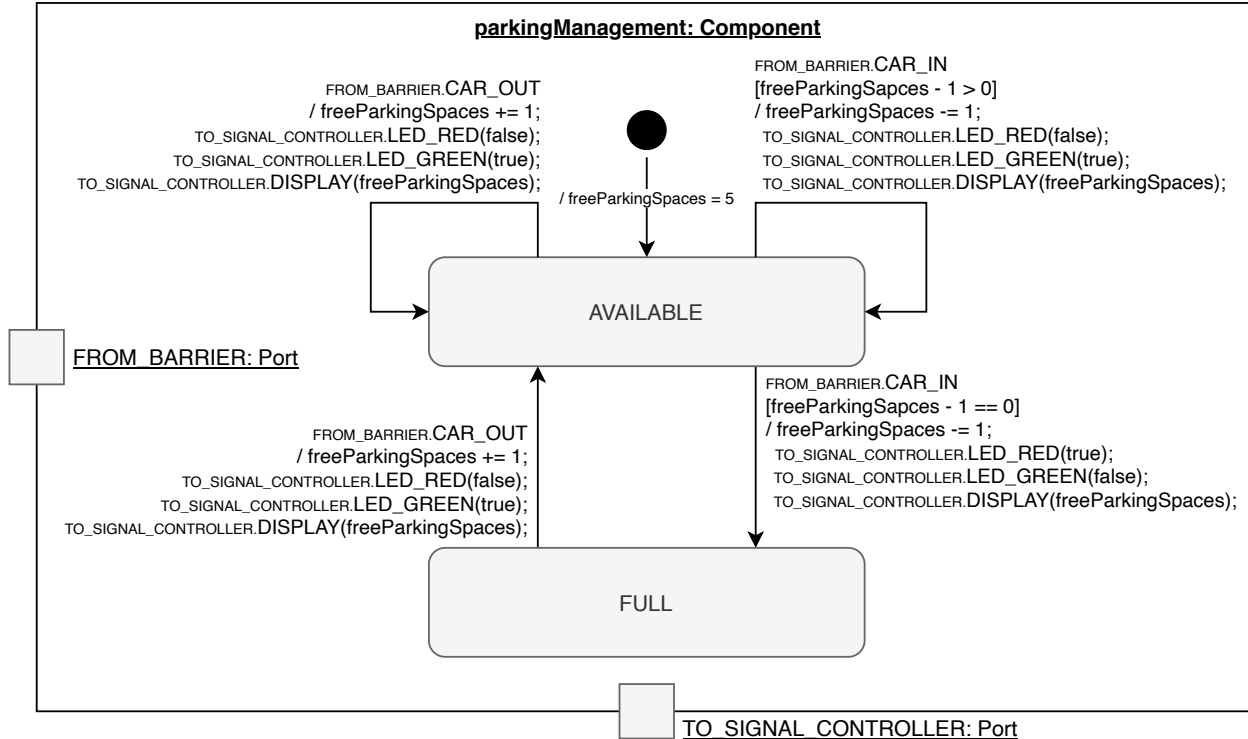 parkingManagement: Component
FROM_BARRIER.CAR_OUT
/ freeParkingSpaces += 1;
TO_SIGNAL_CONTROLLER.LED_RED(false);
TO_SIGNAL_CONTROLLER.LED_GREEN(true);
TO_SIGNAL_CONTROLLER.DISPLAY(freeParkingSpaces);
/ freeParkingSpaces = 5
FROM_BARRIER.CAR_IN
[freeParkingSapces - 1 > 0]
/ freeParkingSpaces -= 1;
TO_SIGNAL_CONTROLLER.LED_RED(false);
TO_SIGNAL_CONTROLLER.LED_GREEN(true);
TO_SIGNAL_CONTROLLER.DISPLAY(freeParkingSpaces);
AVAILABLE
FROM_BARRIER: Port
FROM_BARRIER.CAR_OUT
/ freeParkingSpaces += 1;
TO_SIGNAL_CONTROLLER.LED_RED(false);
TO_SIGNAL_CONTROLLER.LED_GREEN(true);
TO_SIGNAL_CONTROLLER.DISPLAY(freeParkingSpaces);
FROM_BARRIER.CAR_IN
[freeParkingSapces - 1 == 0]
/ freeParkingSpaces -= 1;
TO_SIGNAL_CONTROLLER.LED_RED(true);
TO_SIGNAL_CONTROLLER.LED_GREEN(false);
TO_SIGNAL_CONTROLLER.DISPLAY(freeParkingSpaces);
FULL
TO_SIGNAL_CONTROLLER: Port